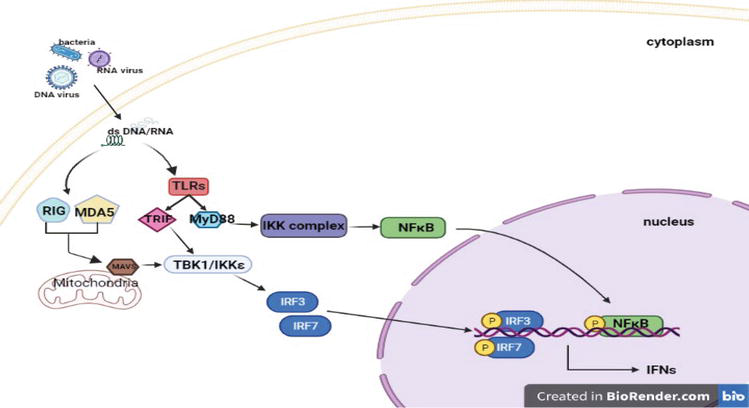 bacteria
RNA virus
DNA virus
cytoplasm
ds DNA/RNA
TLRs
RIG
MDA5
TRIF
MyD88
IKK complex
NFκB
nucleus
MAVS
Mitochondria
TBK1/IKKε
IRF3
IRF7
P
IRF3
P
IRF7
P
NFκB
IFNs
Created in BioRender.com
bio